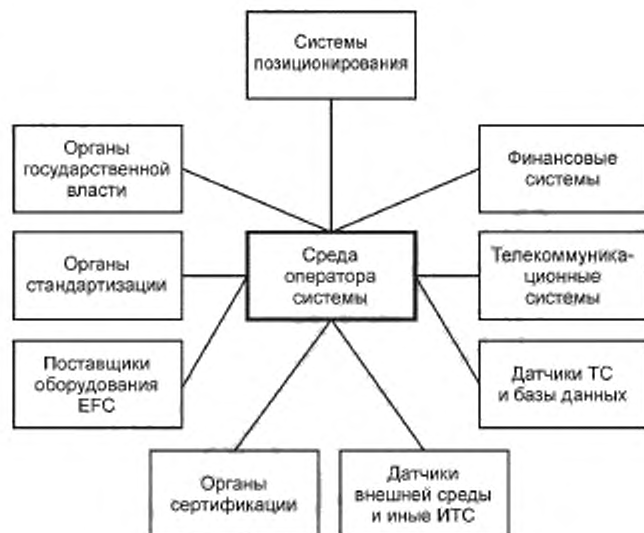 Системы
позиционирования
Органы
государственной
власти
Финансовые
системы
Органы
стандартизации
Среда
оператора
системы
Телекоммуника-
ционные
системы
Поставщики
оборудования
EFC
Датчики ТС
и базы данных
Органы
сертификации
Датчики
внешней среды
и иные ИТС